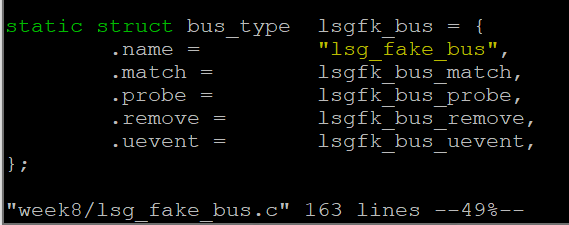 static struct bus_type  lsgfk_bus = {
        .name =         "lsg_fake_bus",
        .match =        lsgfk_bus_match,
        .probe =        lsgfk_bus_probe,
        .remove =       lsgfk_bus_remove,
        .uevent =       lsgfk_bus_uevent,
};
"week8/lsg_fake_bus.c" 163 lines --49%--